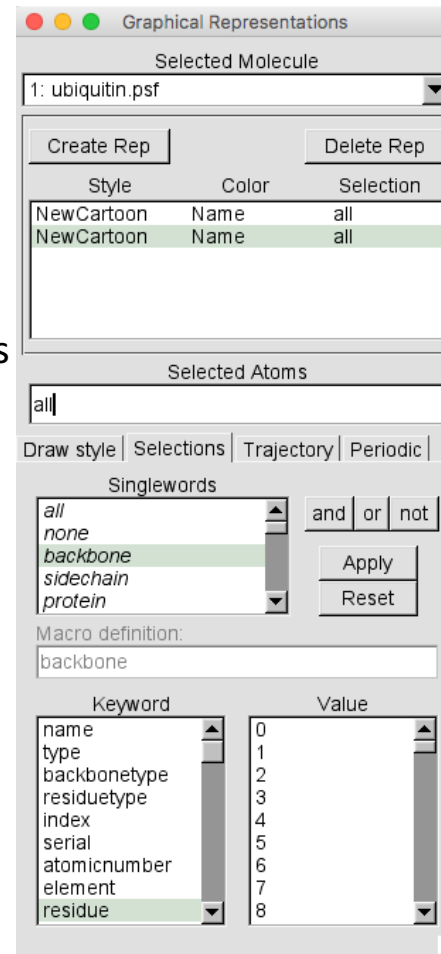 Graphical Representations
Selected Molecule
1: ubiquitin.psf
Create Rep Delete Rep
Style Color Selection
NewCartoon Name all
NewCartoon Name all
s
Selected Atoms
all
Draw style Selections Trajectory Periodic
Singlewords
all
none
backbone
sidechain
protein
and or not
Apply
Reset
Macro definition:
backbone
Keyword
name
type
backbonetype
residuetype
index
serial
atomicnumber
element
residue
Value
0
1
2
3
4
5
6
7
8